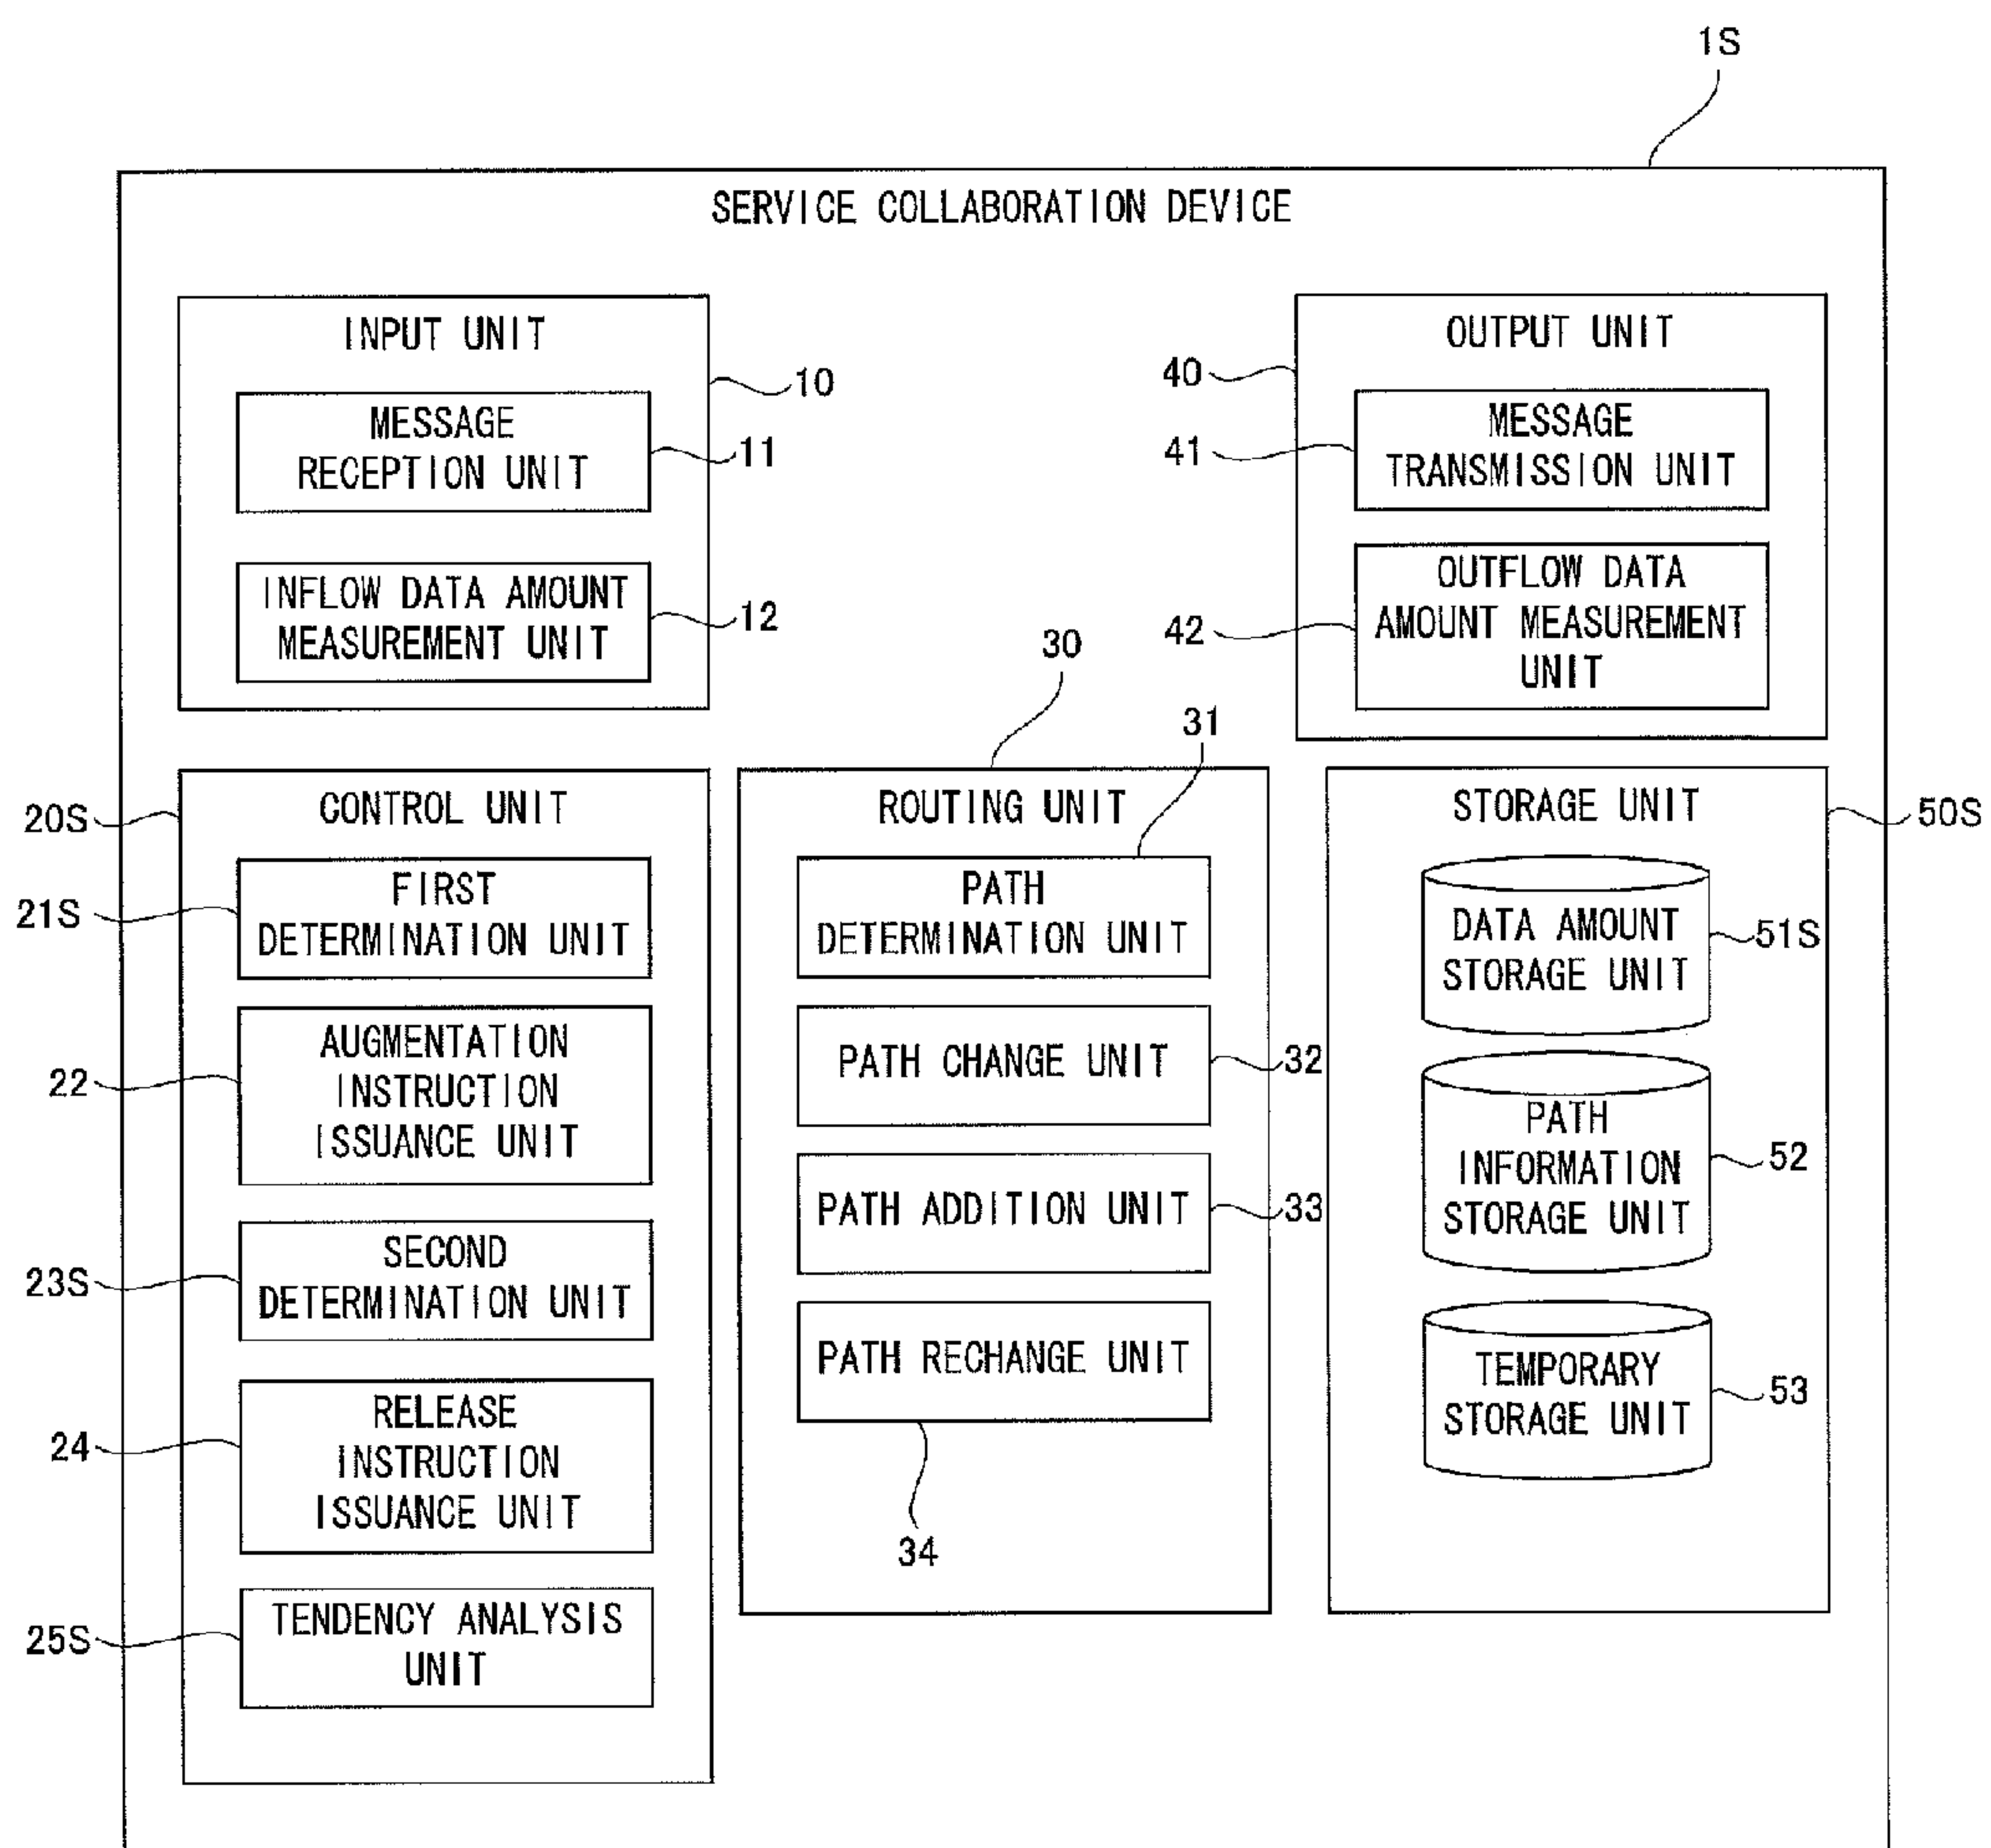 1S
SERVICE COLLABORATION DEVICE
INPUT UNIT
10
MESSAGE
RECEPTION UNIT
11
INFLOW DATA AMOUNT
MEASUREMENT UNIT
12
OUTPUT UNIT
40
MESSAGE
TRANSMISSION UNIT
41
OUTFLOW DATA
AMOUNT MEASUREMENT
UNIT
42
CONTROL UNIT
20S
FIRST
DETERMINATION UNIT
21S
AUGMENTATION
INSTRUCTION
ISSUANCE UNIT
22
SECOND
DETERMINATION UNIT
23S
RELEASE
INSTRUCTION
ISSUANCE UNIT
24
TENDENCY ANALYSIS
UNIT
25S
30
ROUTING UNIT
31
PATH
DETERMINATION UNIT
PATH CHANGE UNIT
32
PATH ADDITION UNIT
33
PATH RECHANGE UNIT
34
STORAGE UNIT
50S
DATA AMOUNT
STORAGE UNIT
51S
PATH
INFORMATION
STORAGE UNIT
52
TEMPORARY
STORAGE UNIT
53